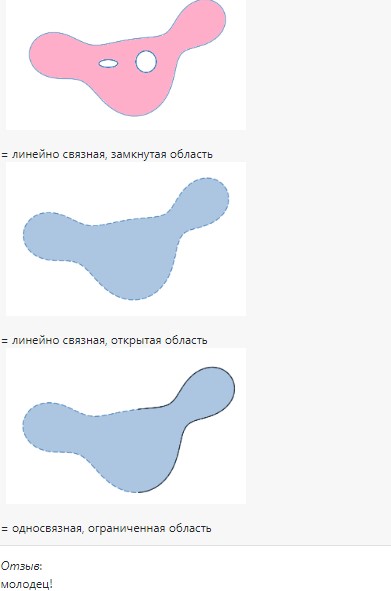 = линейно связная, замкнутая область
= линейно связная, открытая область
= односвязная, ограниченная область
Отзыв:
молодец!